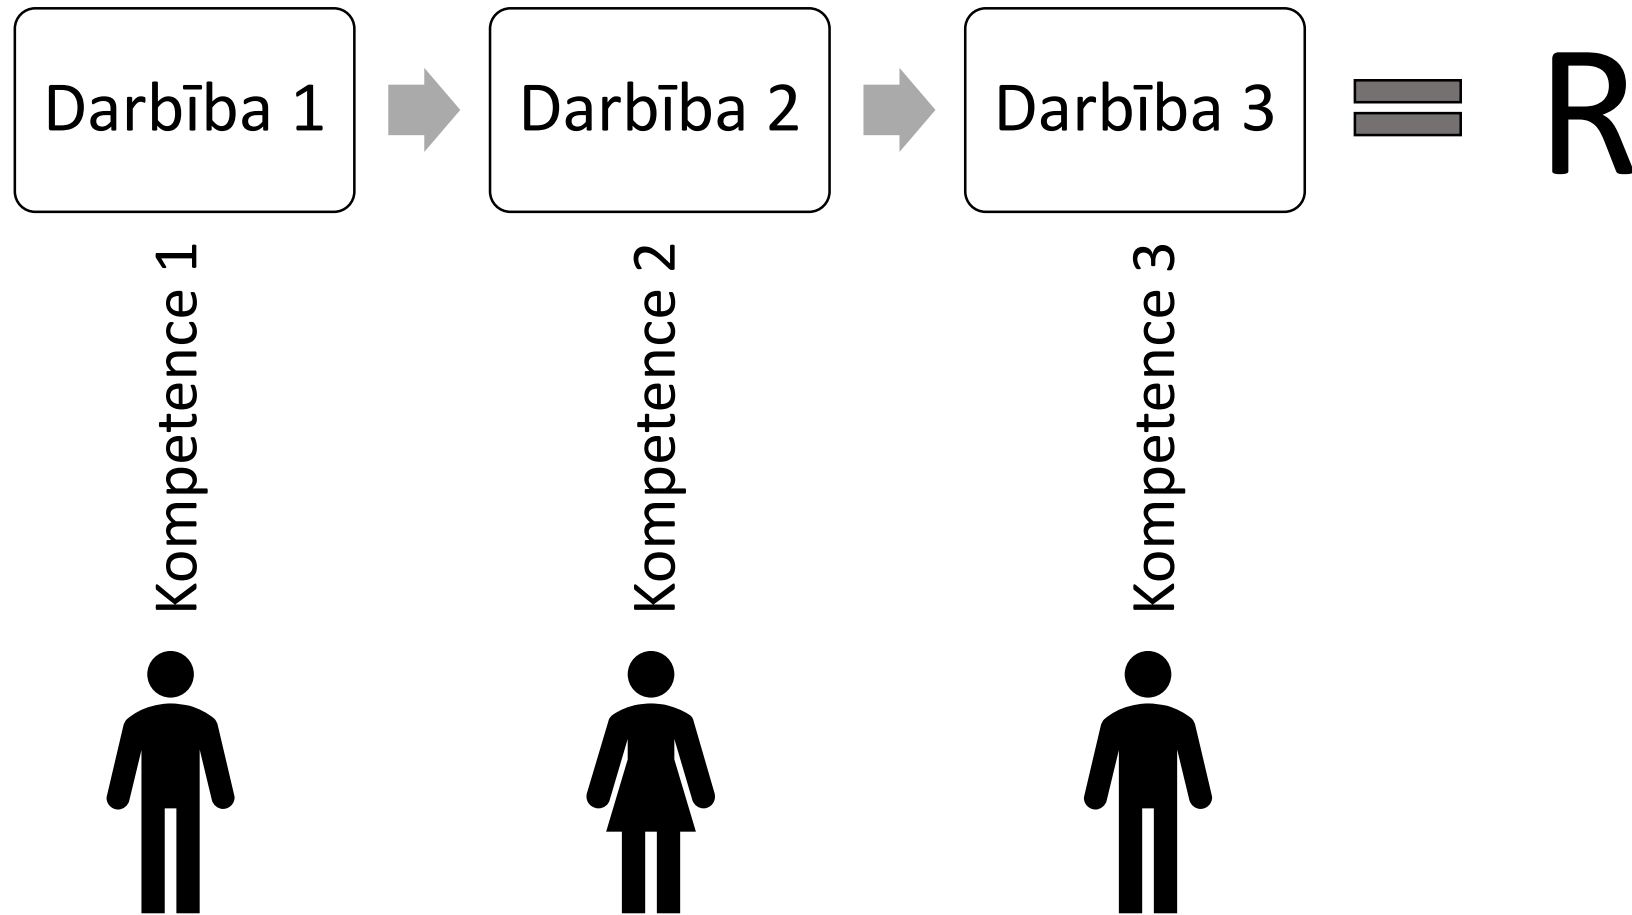 Darbība 1
Darbība 2
Darbība 3
R
Kompetence 1
Kompetence 2
Kompetence 3